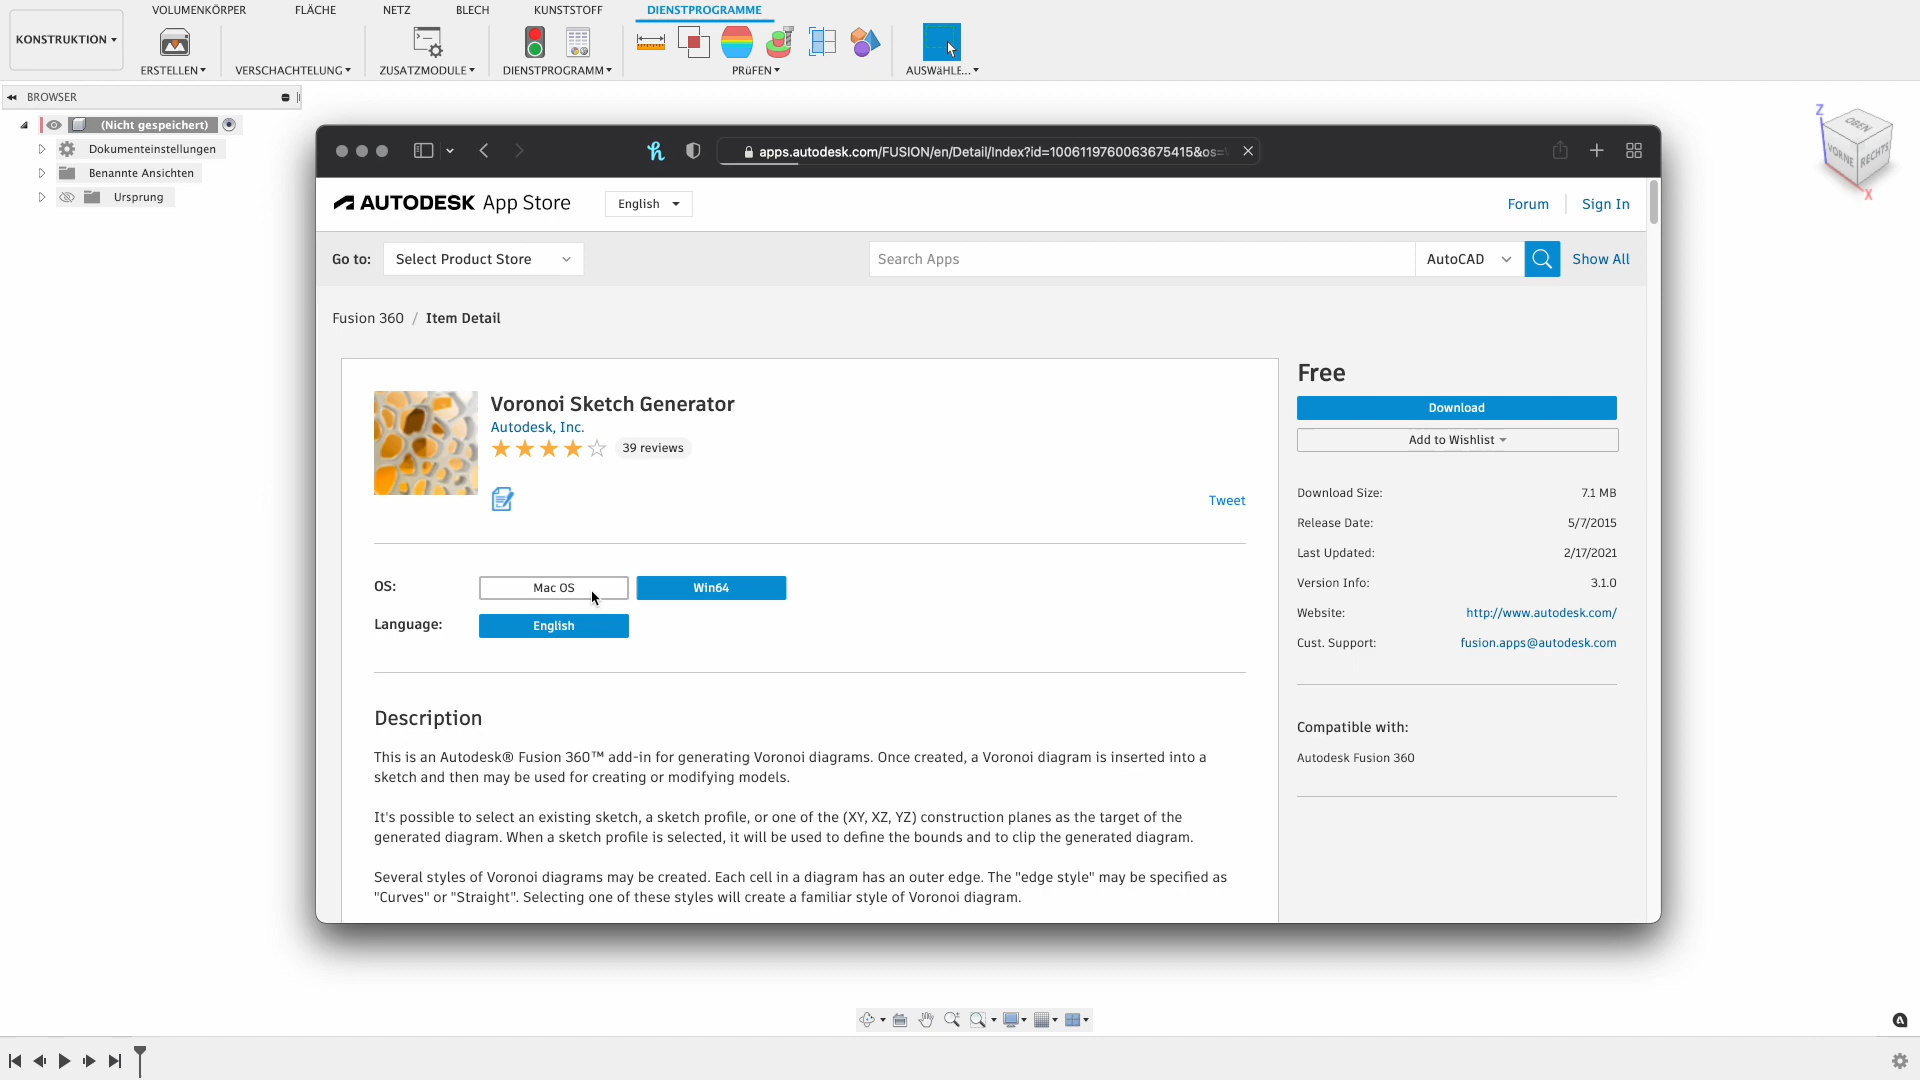 VOLUMENKÖRPER FLÄCHE NETZ BLECH KUNSTSTOFF DIENSTPROGRAMME
KONSTRUKTION
ERSTELLEN VERSCHACHTELUNG ZUSATZMODULE DIENSTPROGRAMM PRüFEN AUSWäHLE...
BROWSER
(Nicht gespeichert)
Dokumenteinstellungen
Benannte Ansichten
Ursprung
Z
OBEN
VORNE
RECHTS
X
apps.autodesk.com/FUSION/en/Detail/Index?id=1006119760063675415&os=
AUTODESK App Store
English
Forum
Sign In
Go to:
Select Product Store
Search Apps
AutoCAD
Show All
Fusion 360 / Item Detail
Voronoi Sketch Generator
Autodesk, Inc.
39 reviews
Tweet
OS:
Mac OS
Win64
Language:
English
Description
This is an Autodesk® Fusion 360™ add-in for generating Voronoi diagrams. Once created, a Voronoi diagram is inserted into a
sketch and then may be used for creating or modifying models.
It's possible to select an existing sketch, a sketch profile, or one of the (XY, XZ, YZ) construction planes as the target of the
generated diagram. When a sketch profile is selected, it will be used to define the bounds and to clip the generated diagram.
Several styles of Voronoi diagrams may be created. Each cell in a diagram has an outer edge. The "edge style" may be specified as
"Curves" or "Straight". Selecting one of these styles will create a familiar style of Voronoi diagram.
Free
Download
Add to Wishlist
Download Size: 7.1 MB
Release Date: 5/7/2015
Last Updated: 2/17/2021
Version Info: 3.1.0
Website: http://www.autodesk.com/
Cust. Support: fusion.apps@autodesk.com
Compatible with:
Autodesk Fusion 360